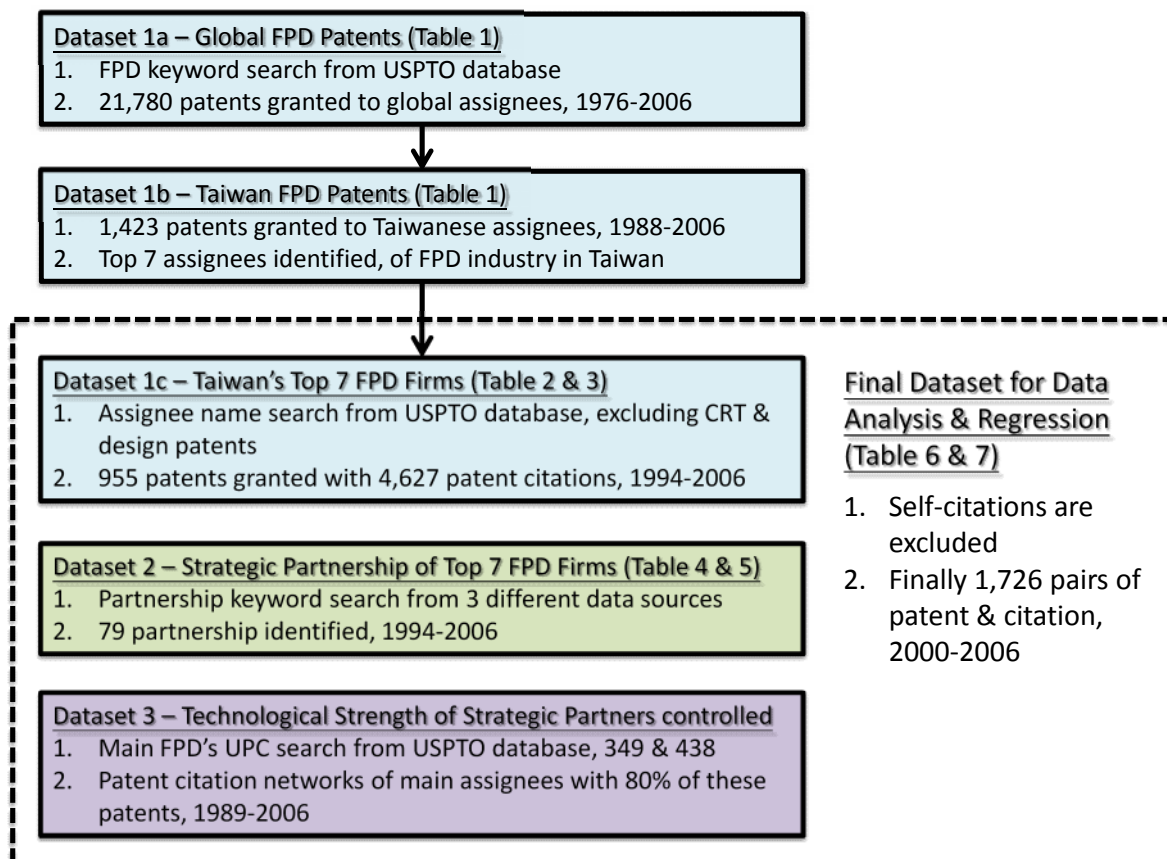 Dataset 1a – Global FPD Patents (Table 1)
1. FPD keyword search from USPTO database
2. 21,780 patents granted to global assignees, 1976-2006
Dataset 1b – Taiwan FPD Patents (Table 1)
1. 1,423 patents granted to Taiwanese assignees, 1988-2006
2. Top 7 assignees identified, of FPD industry in Taiwan
Dataset 1c – Taiwan's Top 7 FPD Firms (Table 2 & 3)
1. Assignee name search from USPTO database, excluding CRT &
design patents
2. 955 patents granted with 4,627 patent citations, 1994-2006
Dataset 2 – Strategic Partnership of Top 7 FPD Firms (Table 4 & 5)
1. Partnership keyword search from 3 different data sources
2. 79 partnership identified, 1994-2006
Dataset 3 – Technological Strength of Strategic Partners controlled
1. Main FPD's UPC search from USPTO database, 349 & 438
2. Patent citation networks of main assignees with 80% of these
patents, 1989-2006
Final Dataset for Data
Analysis & Regression
(Table 6 & 7)
1. Self-citations are
excluded
2. Finally 1,726 pairs of
patent & citation,
2000-2006